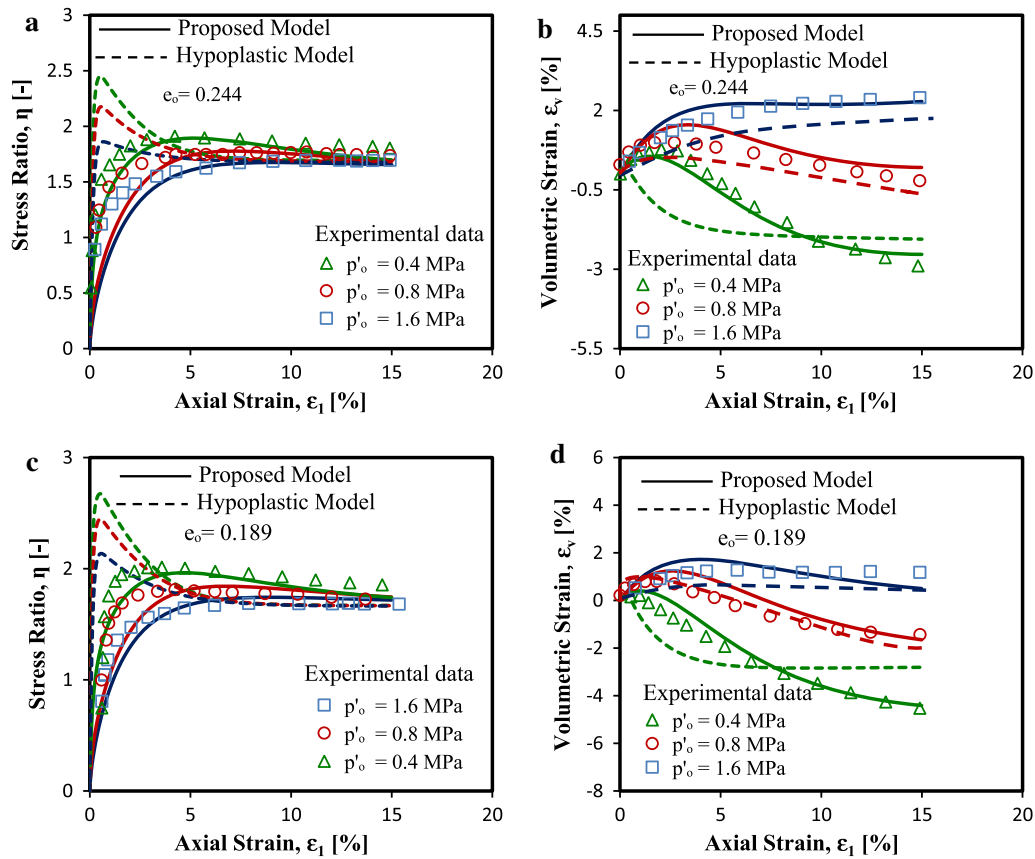 a
Stress Ratio, η [-]
3
2.5
2
1.5
1
0.5
0
Proposed Model
Hypoplastic Model
eo= 0.244
Experimental data
p'o = 0.4 MPa
p'o = 0.8 MPa
p'o = 1.6 MPa
0 5 10 15 20
Axial Strain, ε1 [%]
b
Volumetric Strain, εv [%]
4.5
2
-0.5
-3
-5.5
Proposed Model
Hypoplastic Model
eo= 0.244
Experimental data
p'o = 0.4 MPa
p'o = 0.8 MPa
p'o = 1.6 MPa
0 5 10 15 20
Axial Strain, ε1 [%]
c
Stress Ratio, η [-]
3
2
1
0
Proposed Model
Hypoplastic Model
eo= 0.189
Experimental data
p'o = 1.6 MPa
p'o = 0.8 MPa
p'o = 0.4 MPa
0 5 10 15 20
Axial Strain, ε1 [%]
d
Volumetric Strain, εv [%]
6
4
2
0
-2
-4
-6
-8
Proposed Model
Hypoplastic Model
eo= 0.189
Experimental data
p'o = 0.4 MPa
p'o = 0.8 MPa
p'o = 1.6 MPa
0 5 10 15 20
Axial Strain, ε1 [%]